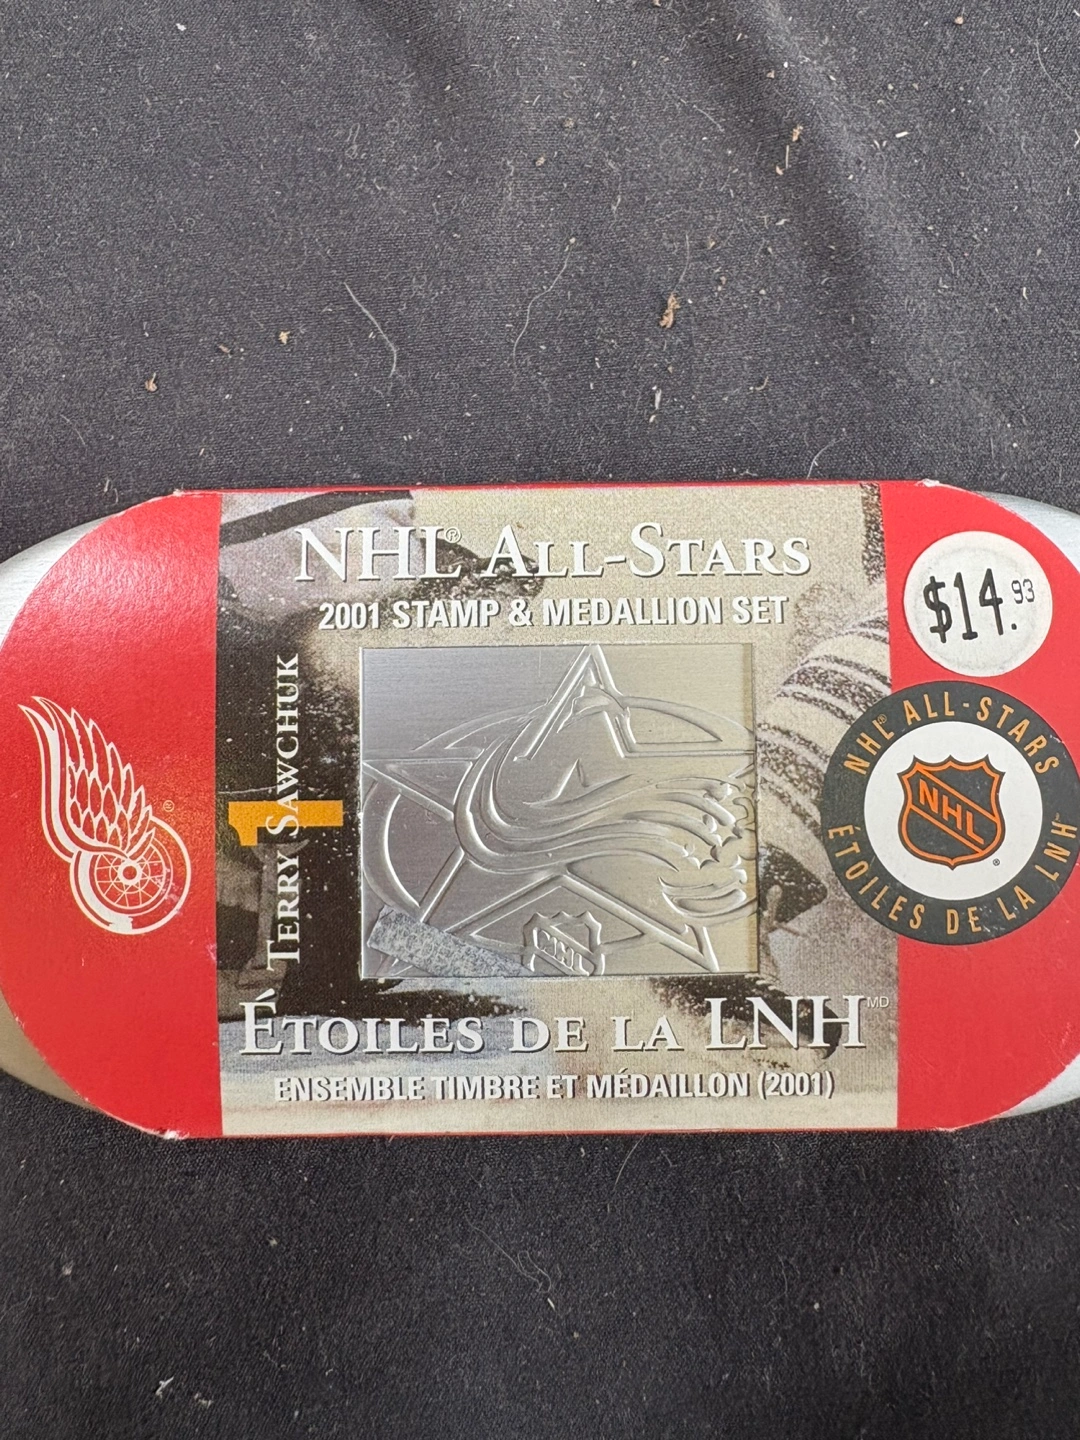 NHL® ALL-STARS
2001 STAMP & MEDALLION SET
$14.93
TERRY SAWCHUK
1
®
NHL® ALL-STARS
NHL
®
ÉTOILES DE LA LNH
NHL
ÉTOILES DE LA LNH MD
ENSEMBLE TIMBRE ET MÉDAILLON (2001)